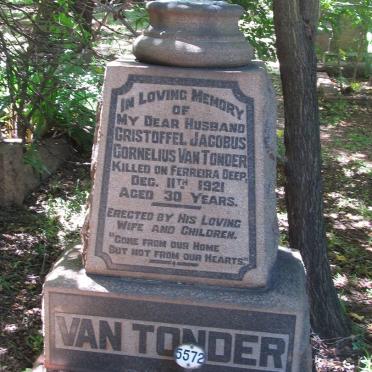 IN LOVING MEMORY
OF
MY DEAR HUSBAND
CRISTOFFEL JACOBUS
CORNELIUS VAN TONDER
KILLED ON FERREIRA DEEP,
DEC. 11TH 1921
AGED 30 YEARS.
ERECTED BY HIS LOVING
WIFE AND CHILDREN.
"GONE FROM OUR HOME
BUT NOT FROM OUR HEARTS"
VAN TONDER
5572